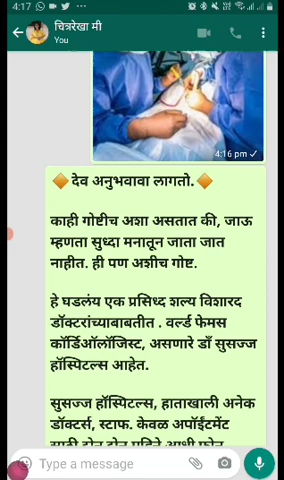 4:17
चित्ररेखा मी
You
4:16 pm
देव अनुभवावा लागतो.
काही गोष्टीच अशा असतात की, जाऊ
म्हणता सुध्दा मनातून जाता जात
नाहीत. ही पण अशीच गोष्ट.
हे घडलंय एक प्रसिध्द शल्य विशारद
डॉक्टरांच्याबाबतीत . वर्ल्ड फेमस
कॉर्डिऑलॉजिस्ट, असणारे डॉं सुसज्ज
हॉस्पिटल्स आहेत.
सुसज्ज हॉस्पिटल्स, हाताखाली अनेक
डॉक्टर्स, स्टाफ. केवळ अपॉईंटमेंट
Type a message